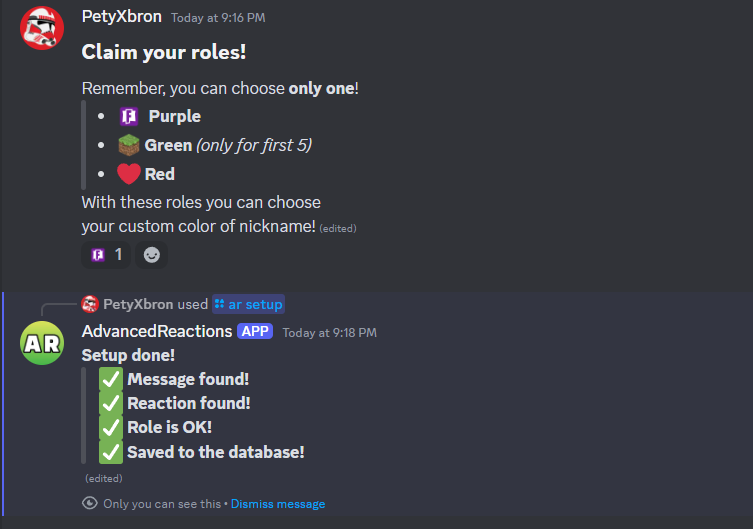 PetyXbron Today at 9:16 PM
Claim your roles!
Remember, you can choose only one!
• F Purple
• Green (only for first 5)
• Red
With these roles you can choose
your custom color of nickname! (edited)
F 1
PetyXbron used ar setup
AR AdvancedReactions APP Today at 9:18 PM
Setup done!
✅ Message found!
✅ Reaction found!
✅ Role is OK!
✅ Saved to the database!
(edited)
Only you can see this • Dismiss message